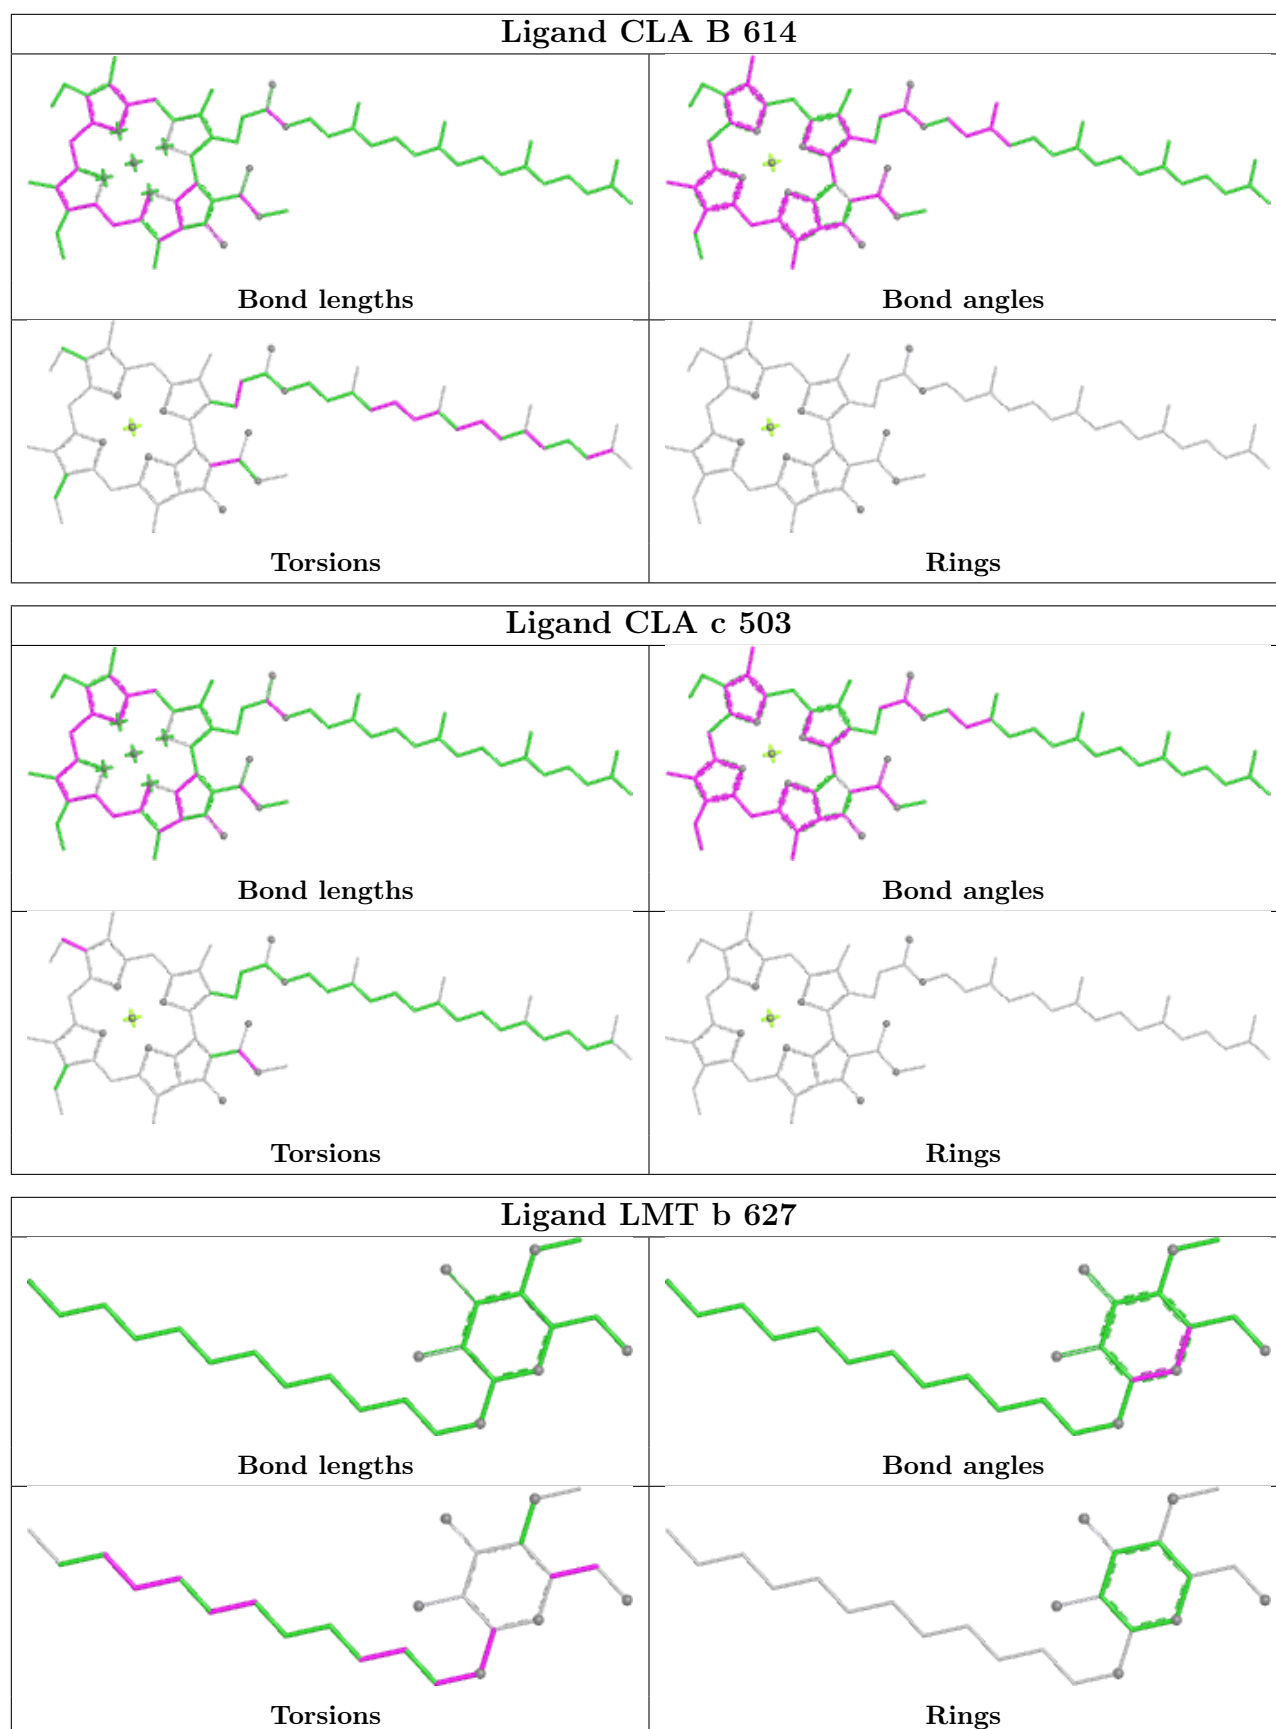 Ligand CLA B 614
Bond lengths
Bond angles
Torsions
Rings
Ligand CLA c 503
Bond lengths
Bond angles
Torsions
Rings
Ligand LMT b 627
Bond lengths
Bond angles
Torsions
Rings